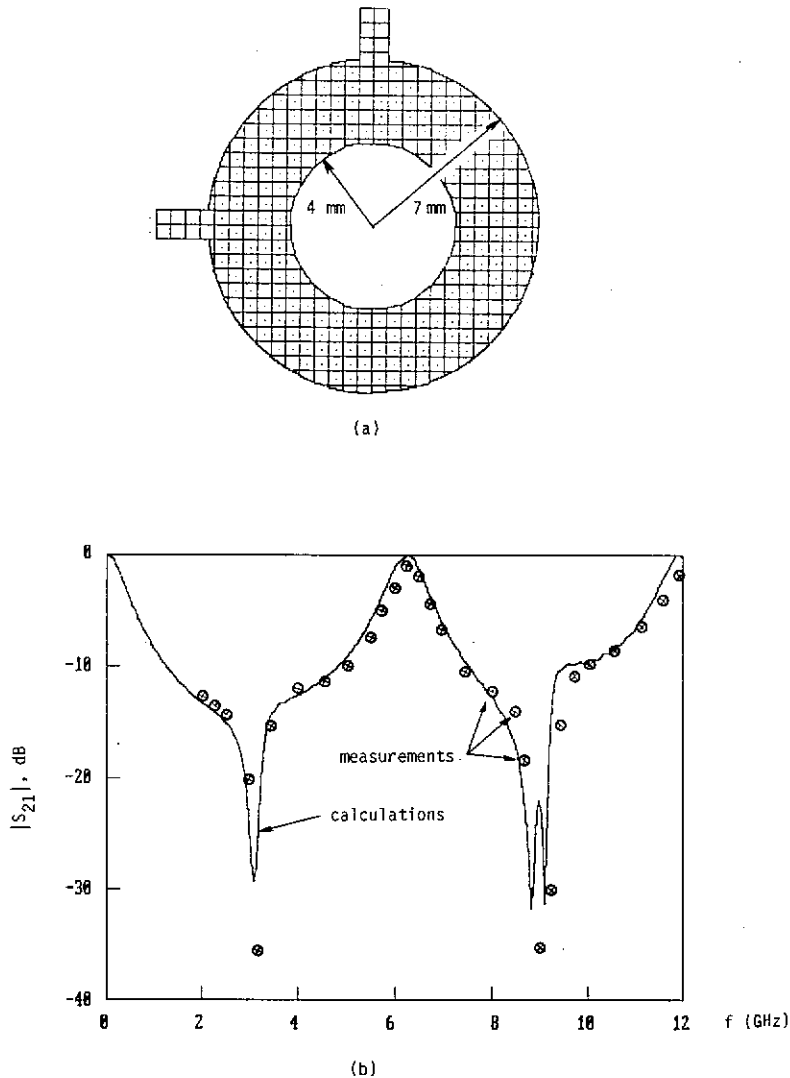 4 mm
7 mm
(a)
0
-10
-20
-30
-40
|S21|, dB
measurements
calculations
0 2 4 6 8 10 12 f (GHz)
(b)